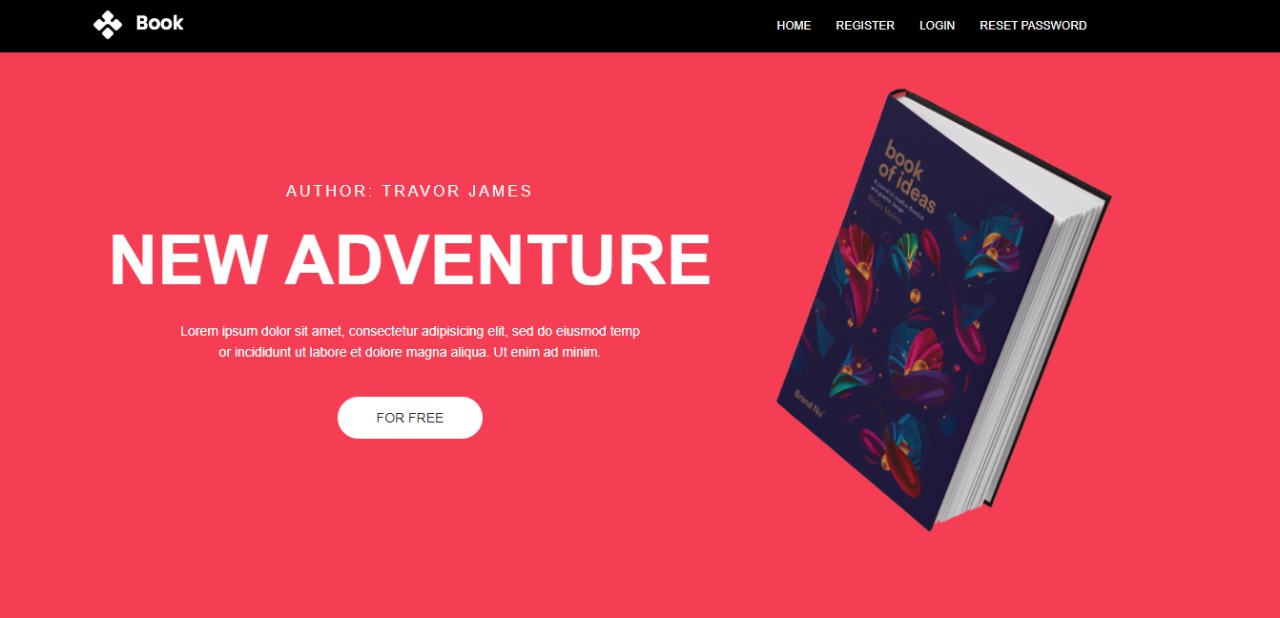 Book
HOME
REGISTER
LOGIN
RESET PASSWORD
AUTHOR: TRAVOR JAMES
NEW ADVENTURE
Lorem ipsum dolor sit amet, consectetur adipisicing elit, sed do eiusmod temp
or incididunt ut labore et dolore magna aliqua. Ut enim ad minim.
FOR FREE
book
of ideas
Brand Nu™